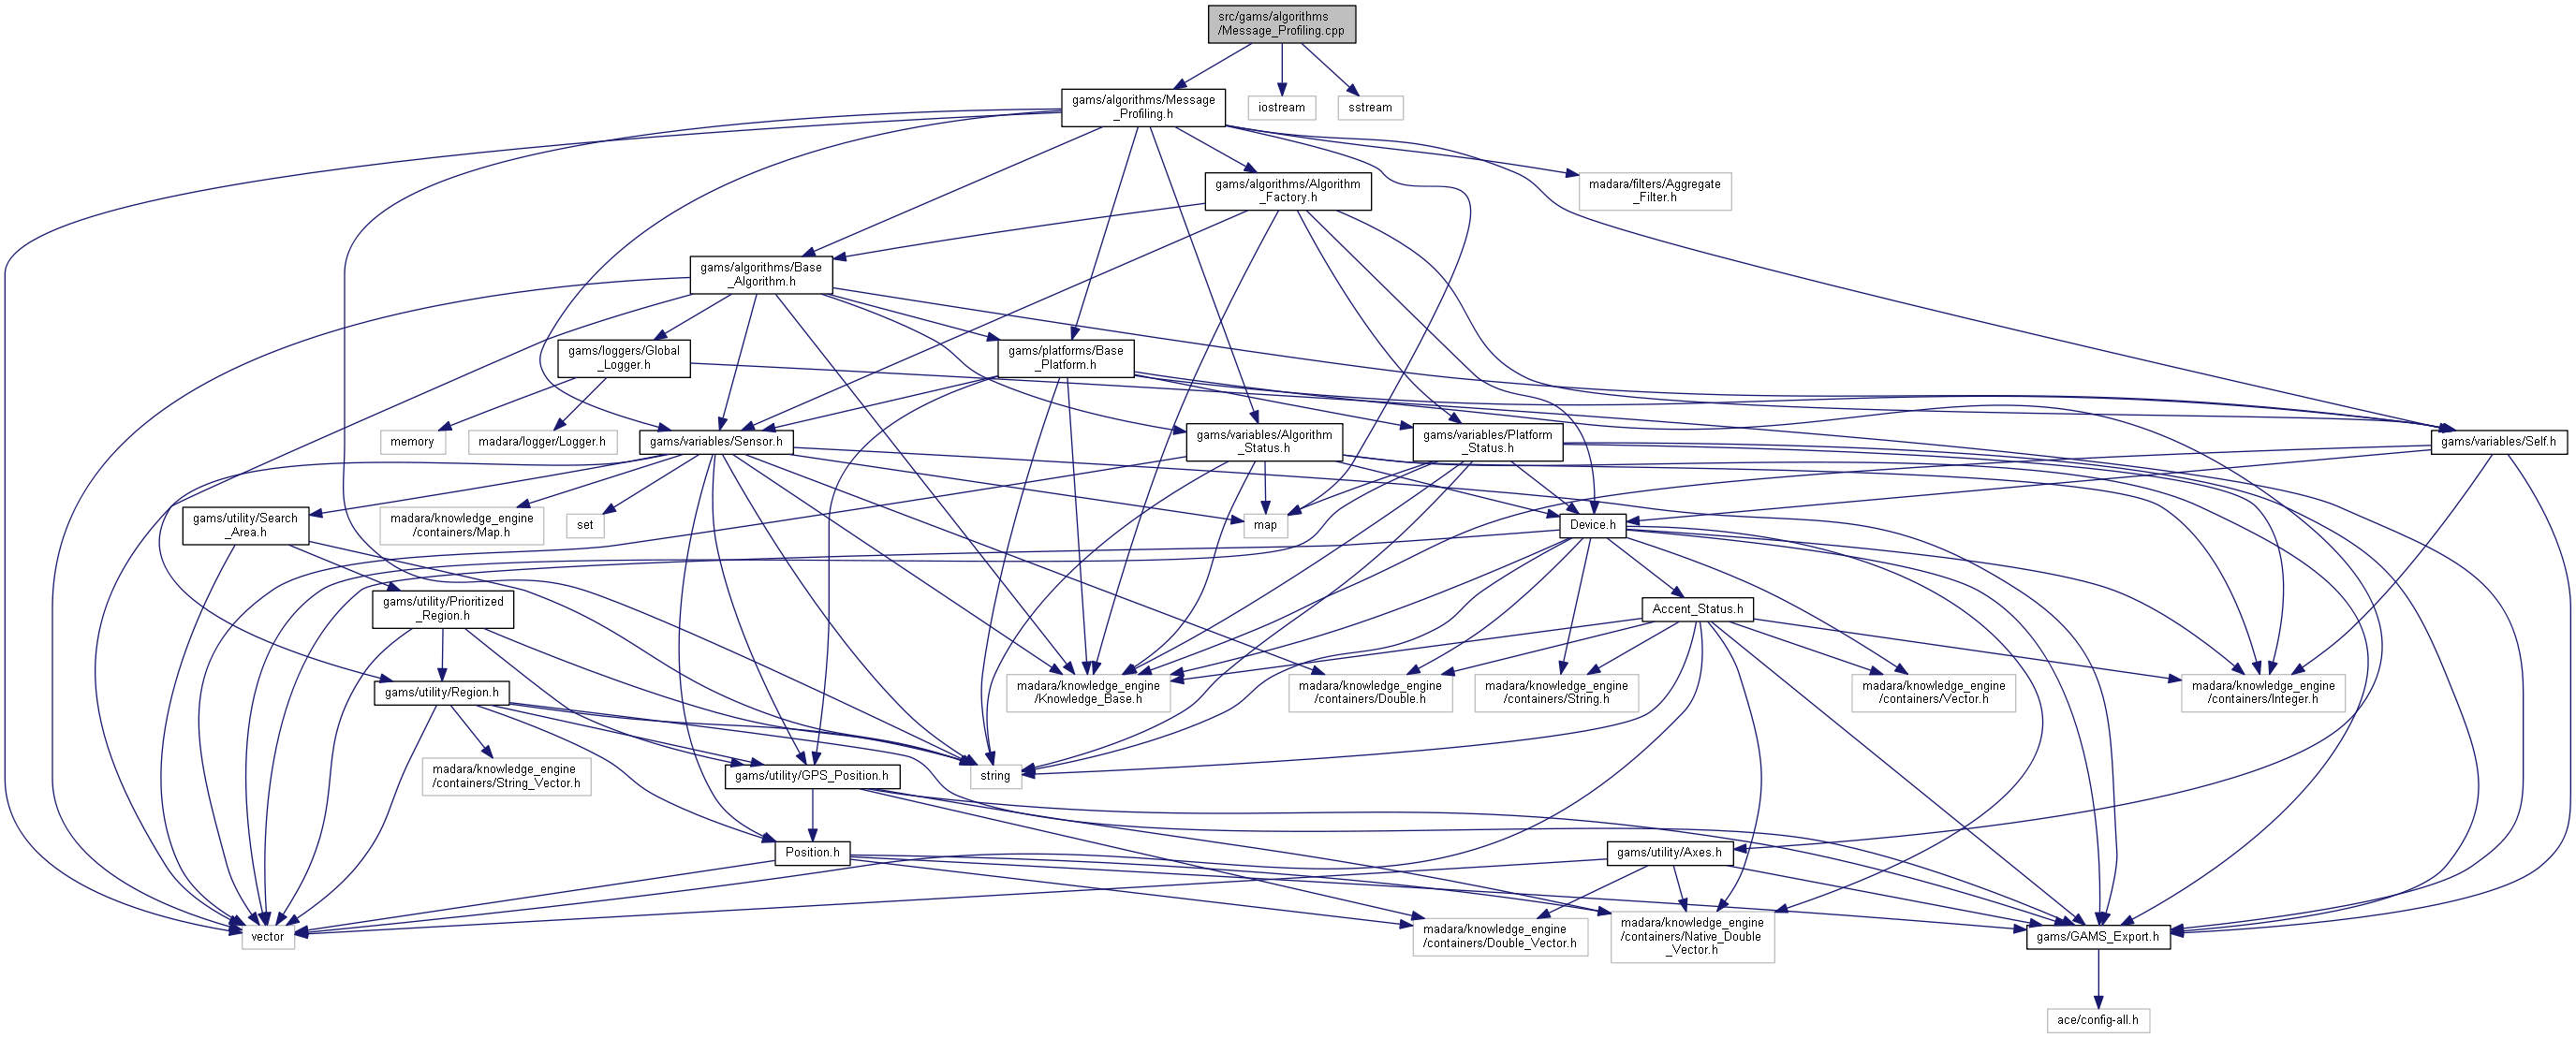 src/gams/algorithms
/Message_Profiling.cpp
gams/algorithms/Message
_Profiling.h
iostream
sstream
gams/algorithms/Algorithm
_Factory.h
madara/filters/Aggregate
_Filter.h
gams/algorithms/Base
_Algorithm.h
gams/loggers/Global
_Logger.h
gams/platforms/Base
_Platform.h
memory
madara/logger/Logger.h
gams/variables/Sensor.h
gams/variables/Algorithm
_Status.h
gams/variables/Platform
_Status.h
gams/variables/Self.h
gams/utility/Search
_Area.h
madara/knowledge_engine
/containers/Map.h
set
map
Device.h
gams/utility/Prioritized
_Region.h
Accent_Status.h
gams/utility/Region.h
madara/knowledge_engine
/Knowledge_Base.h
madara/knowledge_engine
/containers/Double.h
madara/knowledge_engine
/containers/String.h
madara/knowledge_engine
/containers/Vector.h
madara/knowledge_engine
/containers/Integer.h
madara/knowledge_engine
/containers/String_Vector.h
gams/utility/GPS_Position.h
string
Position.h
gams/utility/Axes.h
vector
madara/knowledge_engine
/containers/Double_Vector.h
madara/knowledge_engine
/containers/Native_Double
_Vector.h
gams/GAMS_Export.h
ace/config-all.h